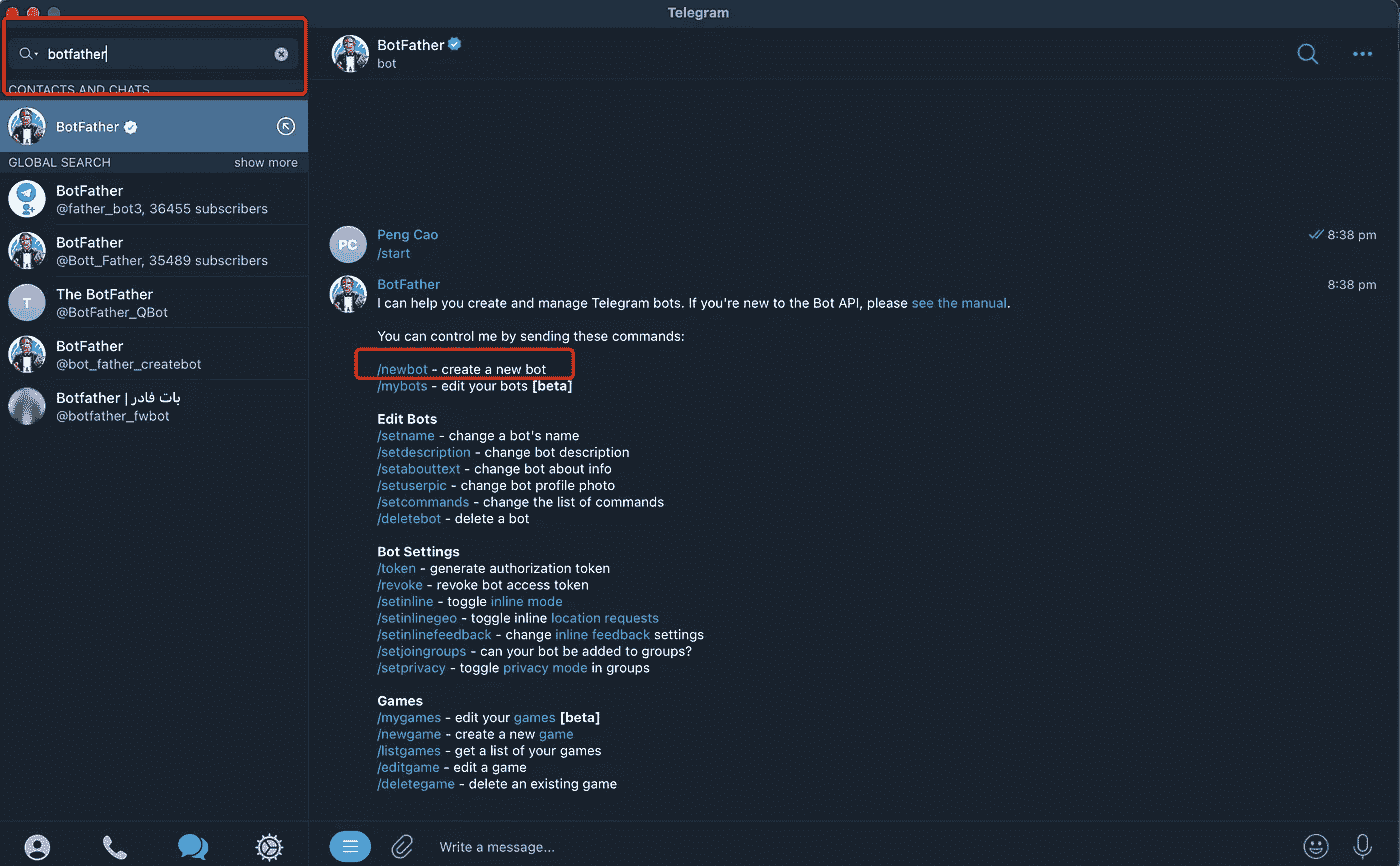 Telegram
botfather
CONTACTS AND CHATS
BotFather
GLOBAL SEARCH show more
BotFather
@father_bot3, 36455 subscribers
BotFather
@Bott_Father, 35489 subscribers
T
The BotFather
@BotFather_QBot
BotFather
@bot_father_createbot
Botfather | بات فادر
@botfather_fwbot
BotFather
bot
PC
Peng Cao 8:38 pm
/start
BotFather 8:38 pm
I can help you create and manage Telegram bots. If you're new to the Bot API, please see the manual.
You can control me by sending these commands:
/newbot - create a new bot
/mybots - edit your bots [beta]
Edit Bots
/setname - change a bot's name
/setdescription - change bot description
/setabouttext - change bot about info
/setuserpic - change bot profile photo
/setcommands - change the list of commands
/deletebot - delete a bot
Bot Settings
/token - generate authorization token
/revoke - revoke bot access token
/setinline - toggle inline mode
/setinlinegeo - toggle inline location requests
/setinlinefeedback - change inline feedback settings
/setjoingroups - can your bot be added to groups?
/setprivacy - toggle privacy mode in groups
Games
/mygames - edit your games [beta]
/newgame - create a new game
/listgames - get a list of your games
/editgame - edit a game
/deletegame - delete an existing game
Write a message...